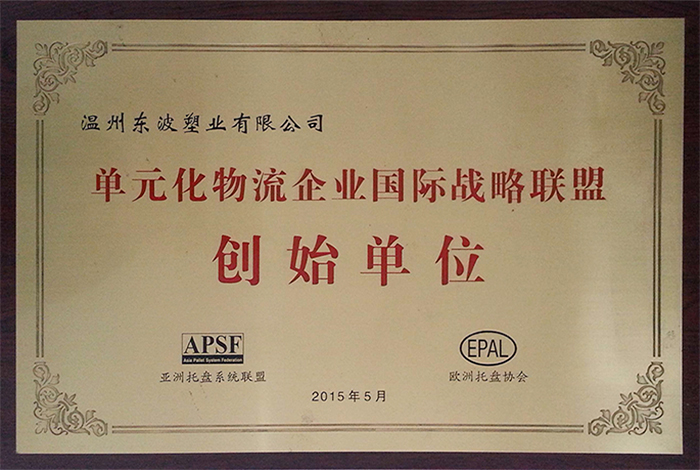 温州东波塑业有限公司
单元化物流企业国际战略联盟
创始单位
APSF
Asia Pallet System Federation
亚洲托盘系统联盟
EPAL
欧洲托盘协会
2015年5月